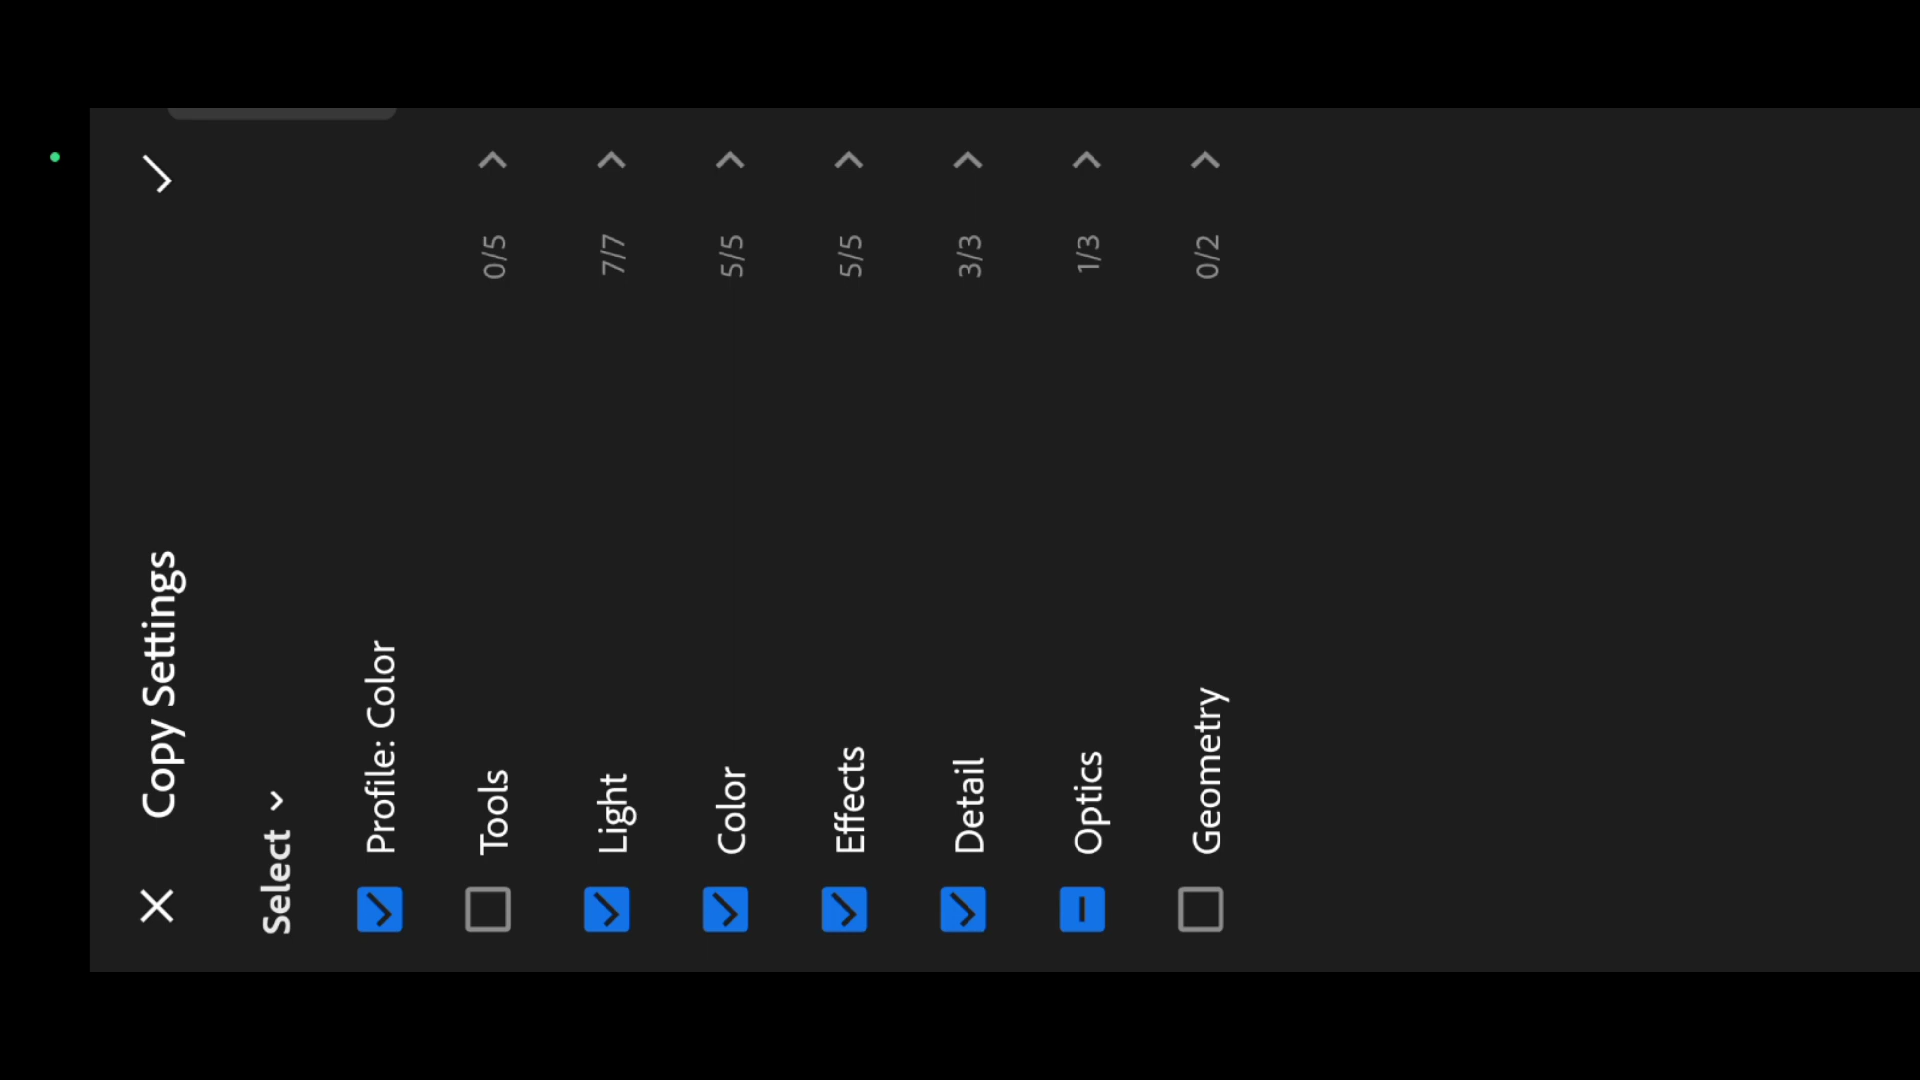 Copy Settings
Select
Profile: Color
Tools 0/5
Light 7/7
Color 5/5
Effects 5/5
Detail 3/3
Optics 1/3
Geometry 0/2